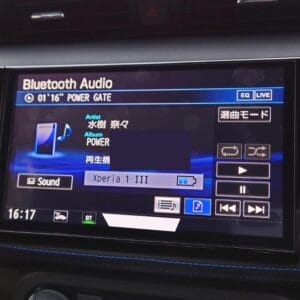 Bluetooth Audio
01'16" POWER GATE
EQ LIVE
Artist
水樹 奈々
選曲モード
Album
POWER
再生機
Xperia 1 III
Sound
16:17
BT